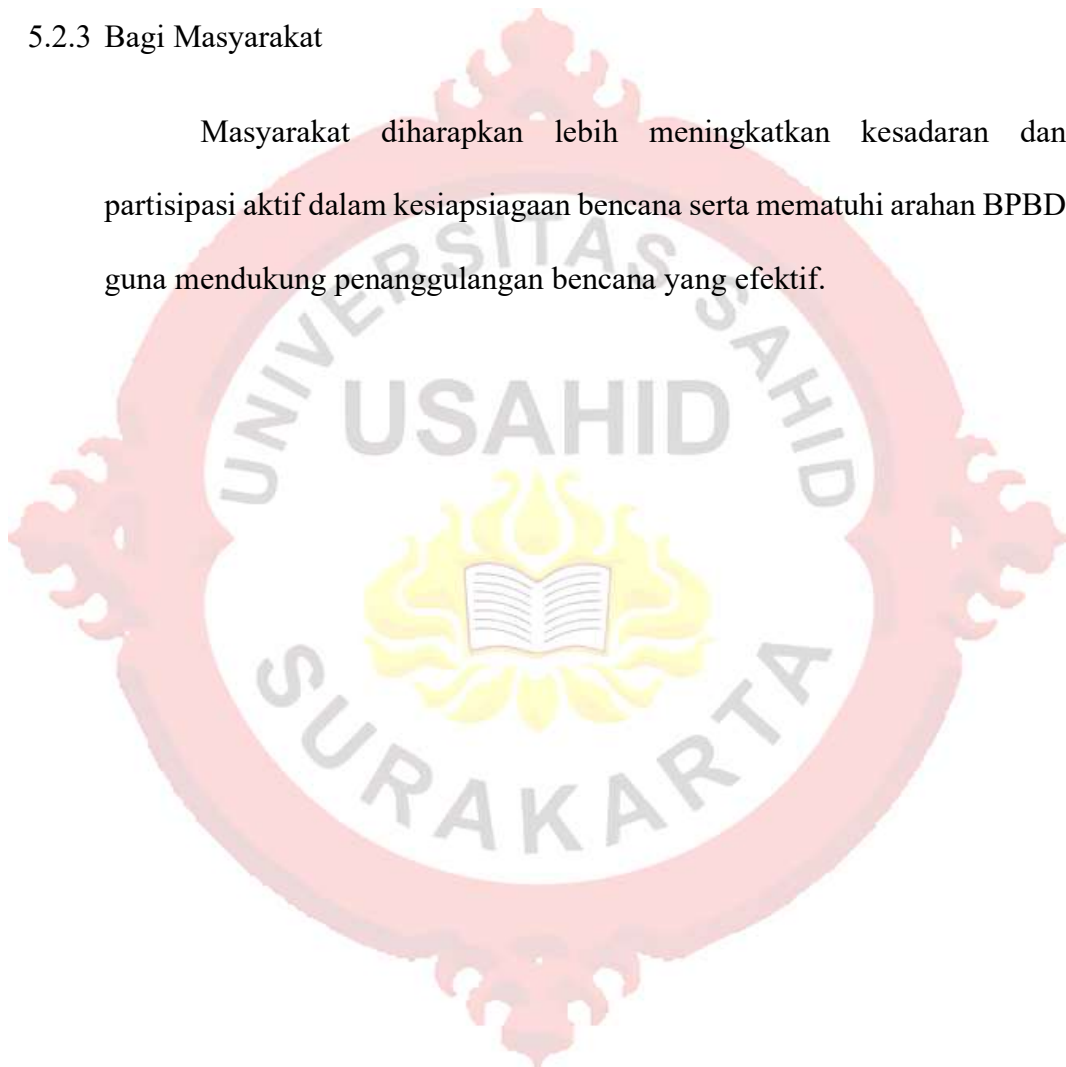 5.2.3 Bagi Masyarakat
Masyarakat diharapkan lebih meningkatkan kesadaran dan
partisipasi aktif dalam kesiapsiagaan bencana serta mematuhi arahan BPBD
guna mendukung penanggulangan bencana yang efektif.
UNIVERSITAS SAHID
USAHID
SURAKARTA